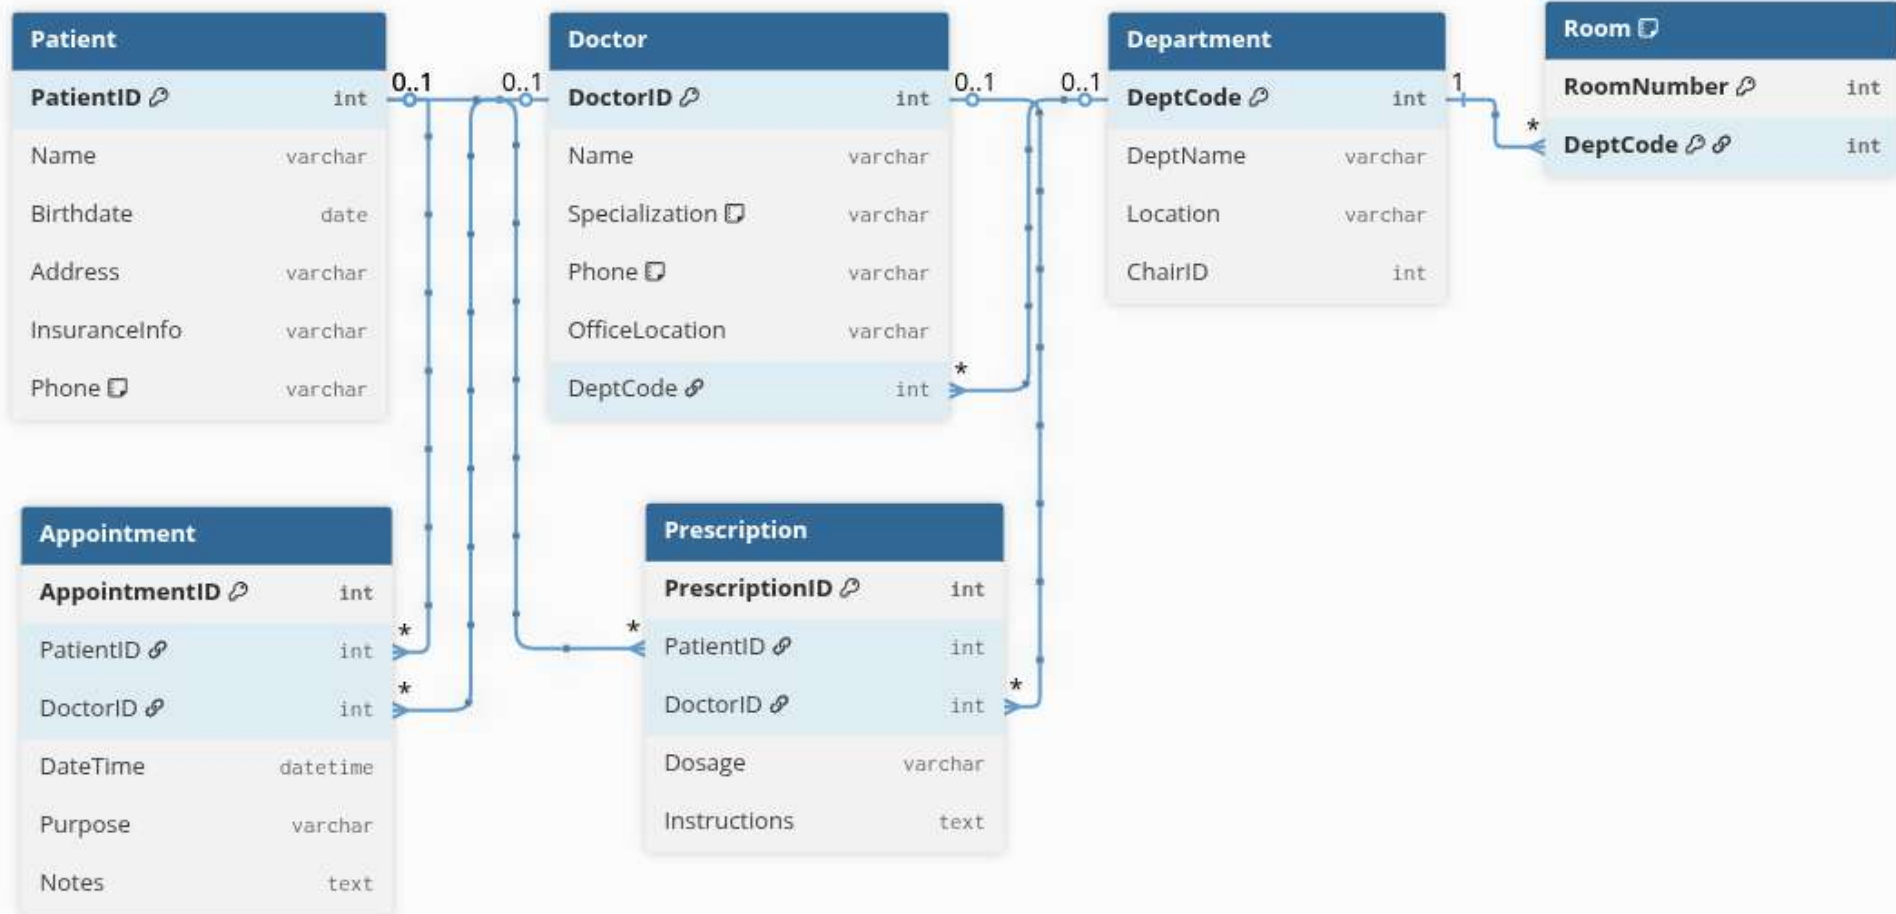 Patient
PatientID int
Name varchar
Birthdate date
Address varchar
InsuranceInfo varchar
Phone varchar
0..1
0..1
Doctor
DoctorID int
Name varchar
Specialization varchar
Phone varchar
OfficeLocation varchar
DeptCode int
0..1
*
0..1
Department
DeptCode int
DeptName varchar
Location varchar
ChairID int
1
*
Room
RoomNumber int
DeptCode int
Appointment
AppointmentID int
PatientID int
DoctorID int
DateTime datetime
Purpose varchar
Notes text
*
*
*
Prescription
PrescriptionID int
PatientID int
DoctorID int
Dosage varchar
Instructions text
*